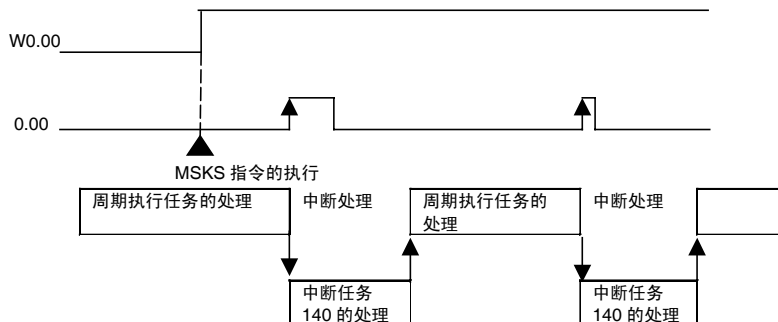 W0.00
0.00
MSKS 指令的执行
周期执行任务的处理
中断处理
周期执行任务的
处理
中断处理
中断任务
140 的处理
中断任务
140 的处理